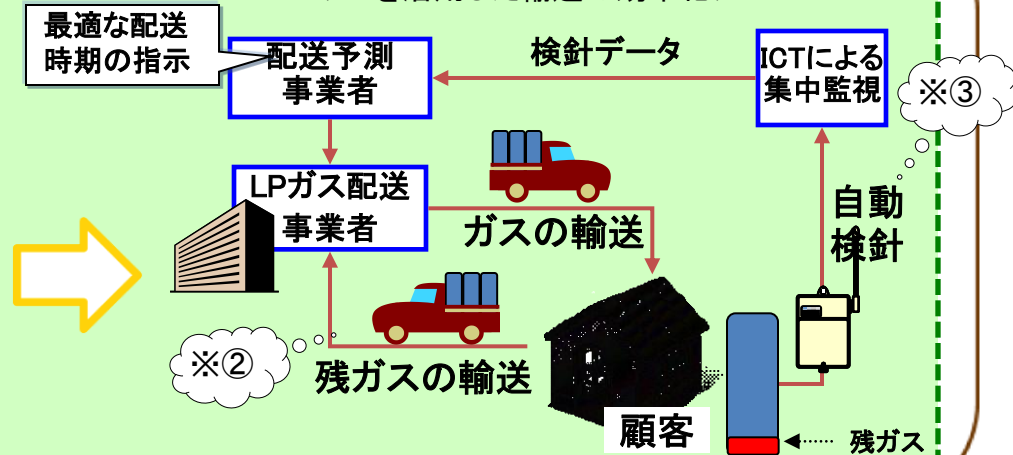 最適な配送
時期の指示
配送予測
事業者
検針データ
ICTによる
集中監視
※③
LPガス配送
事業者
ガスの輸送
自動
検針
※②
残ガスの輸送
顧客
残ガス